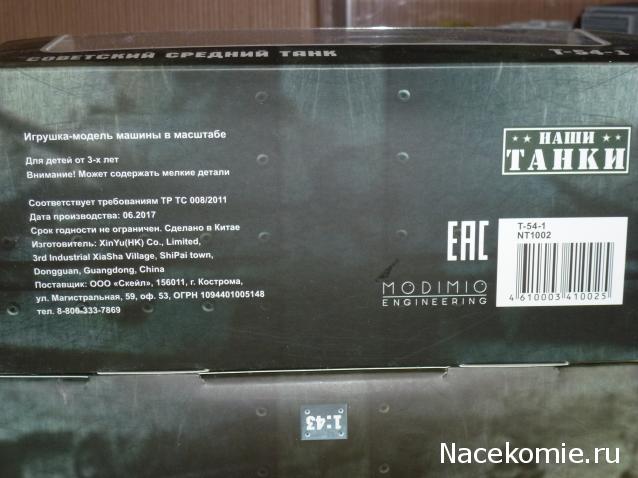 СОВЕТСКИЙ СРЕДНИЙ ТАНК
Т-54-1
Игрушка-модель машины в масштабе
Для детей от 3-х лет
Внимание! Может содержать мелкие детали
Соответствует требованиям ТР ТС 008/2011
Дата производства: 06.2017
Срок годности не ограничен. Сделано в Китае
Изготовитель: XinYu(HK) Co., Limited,
3rd Industrial XiaSha Village, ShiPai town,
Dongguan, Guangdong, China
Поставщик: ООО «Скейл», 156011, г. Кострома,
ул. Магистральная, 59, оф. 53, ОГРН 1094401005148
тел. 8-800-333-7869
НАШИ
ТАНКИ
EAC
MODIMIO
ENGINEERING
Т-54-1
NT1002
4 610003 410025
1:43
Nacekomie.ru